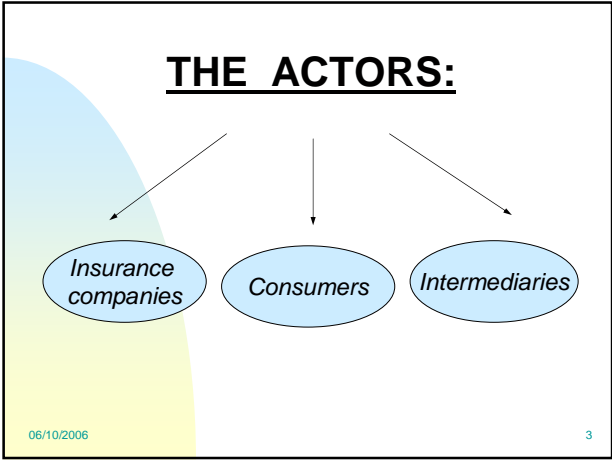 THE ACTORS:
Insurance
companies
Consumers
Intermediaries
06/10/2006
3